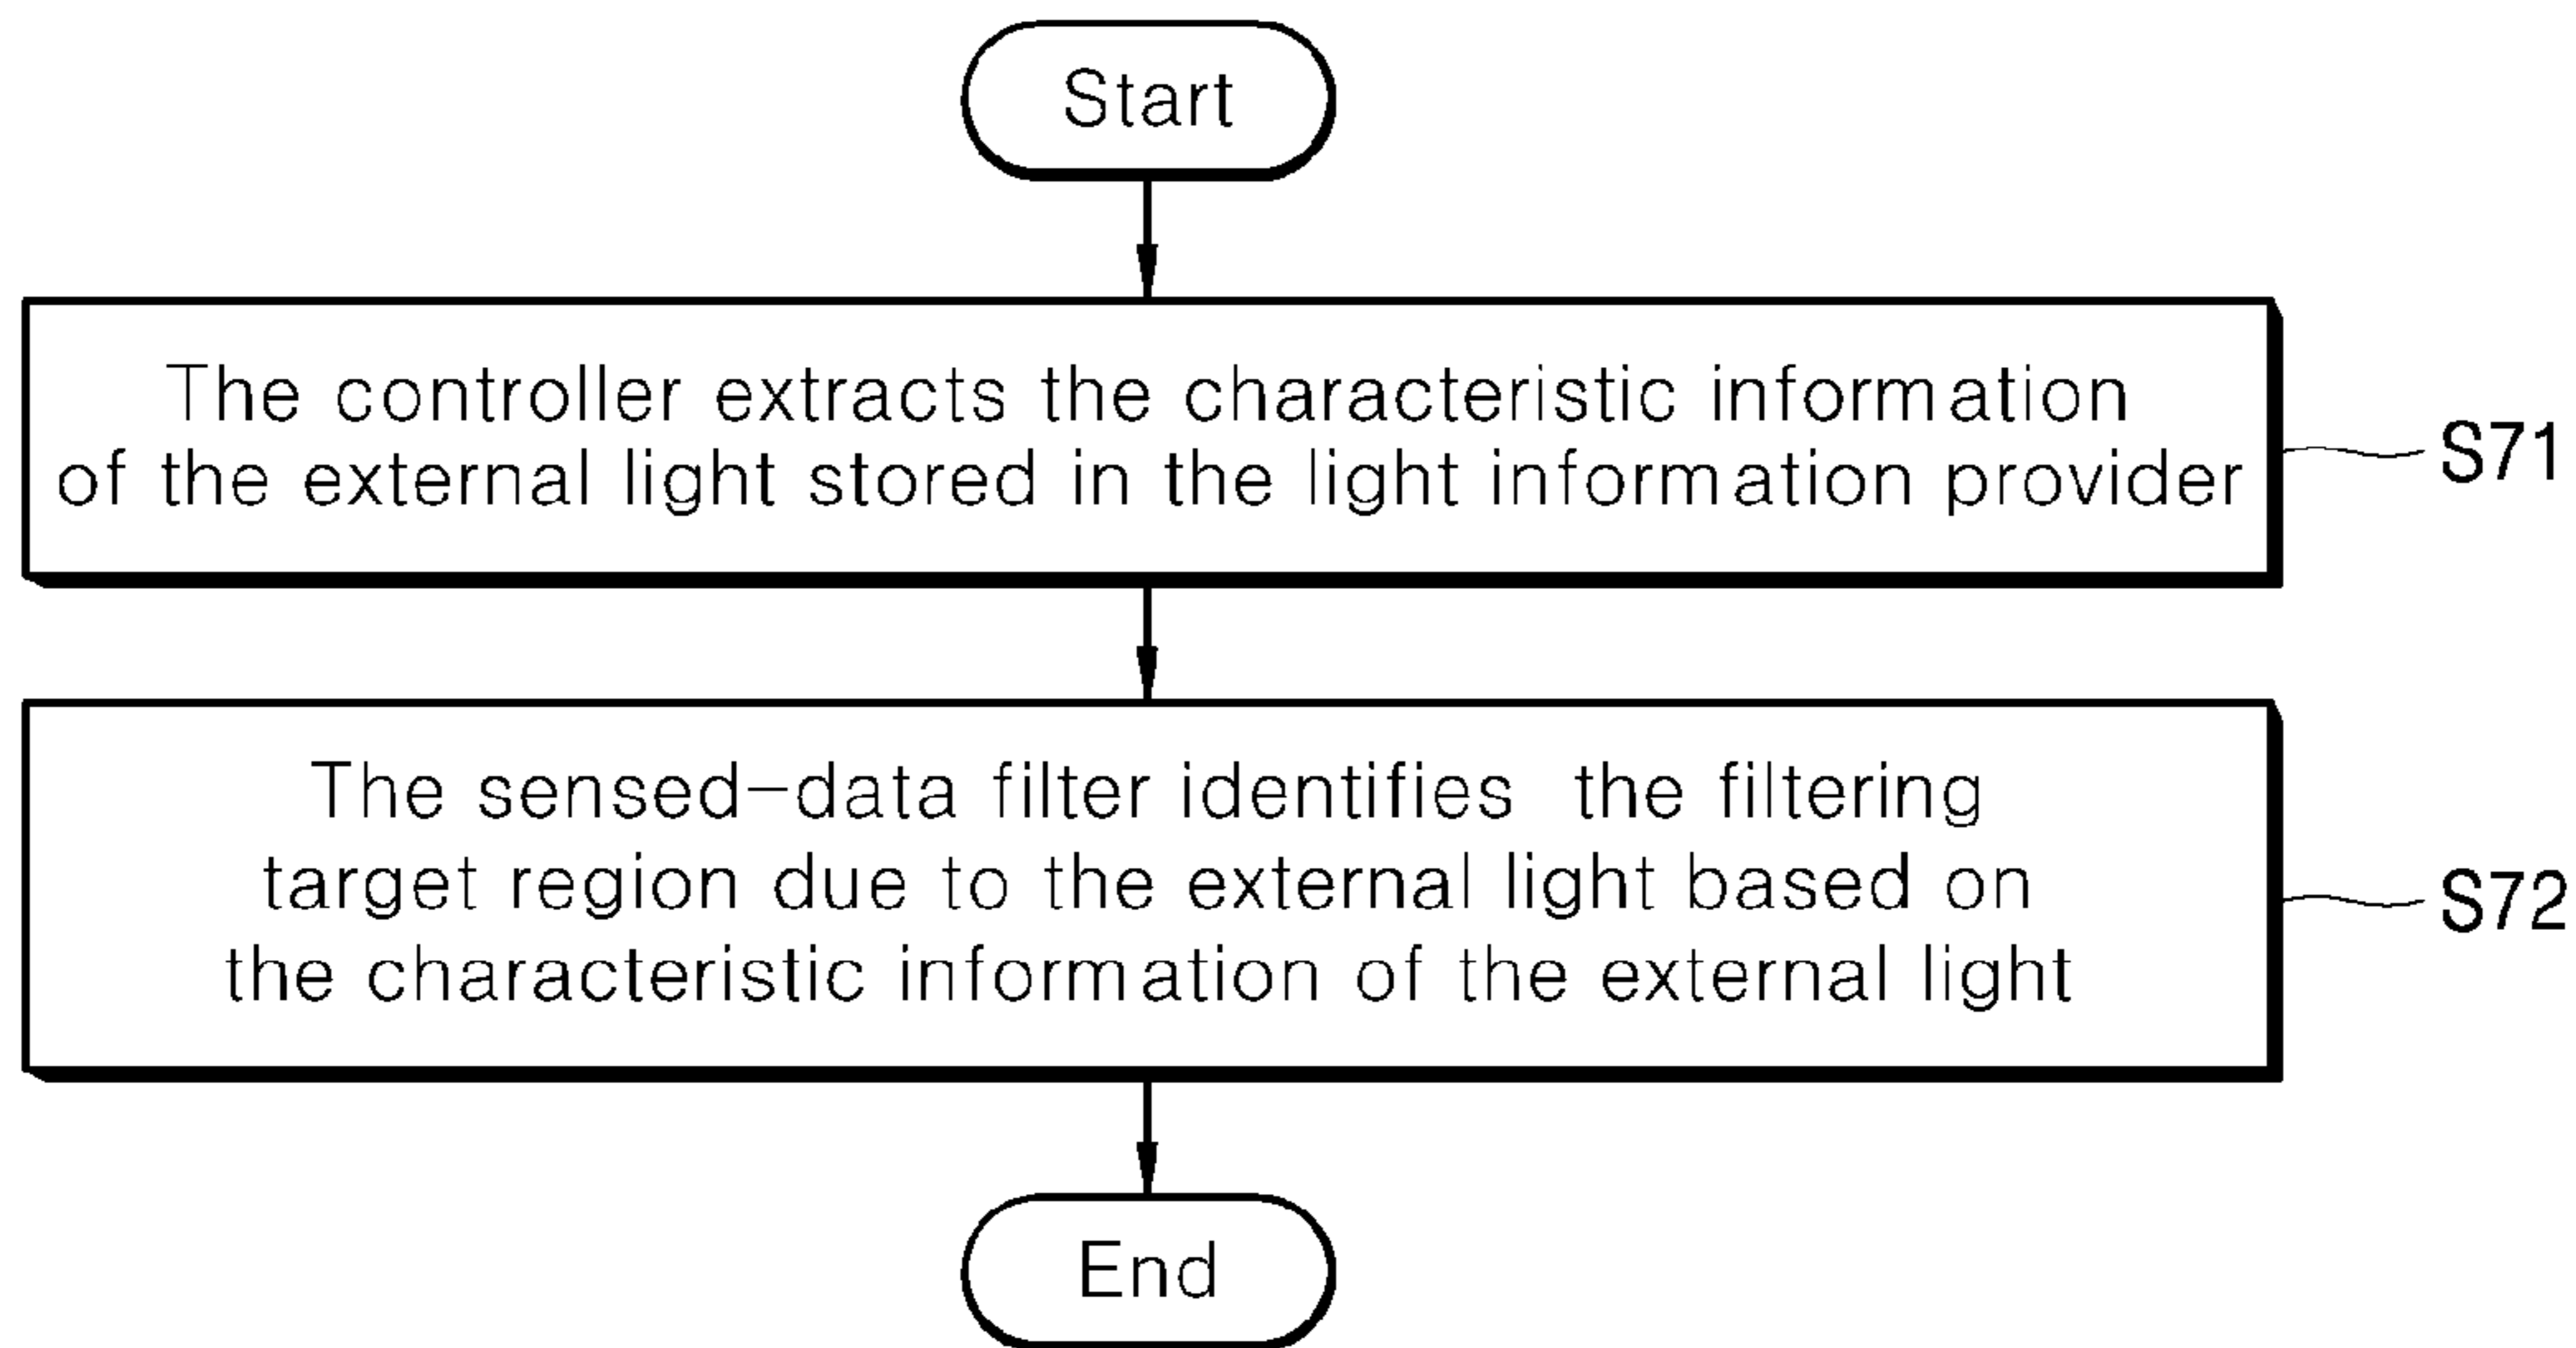 Start
The controller extracts the characteristic information
of the external light stored in the light information provider
S71
The sensed-data filter identifies the filtering
target region due to the external light based on
the characteristic information of the external light
S72
End